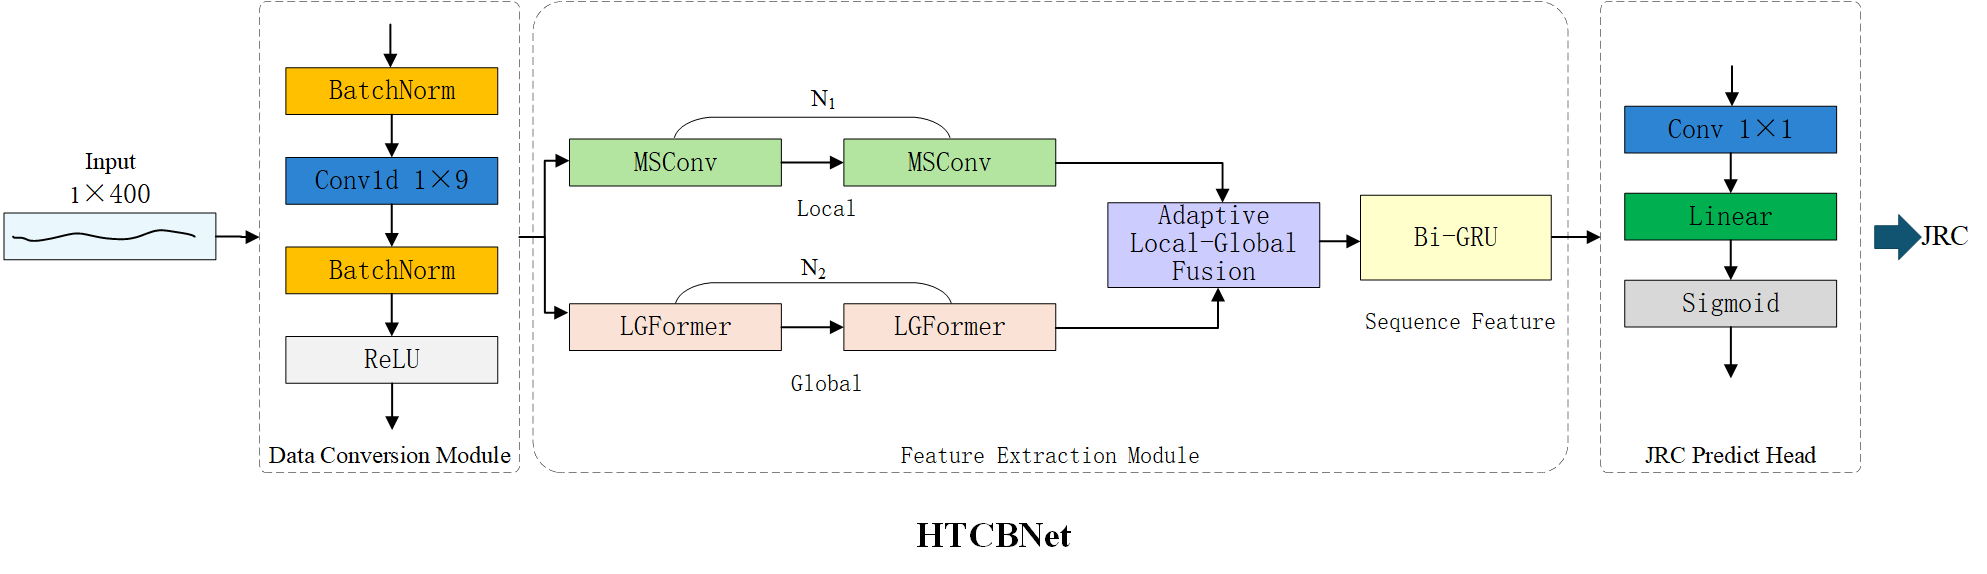 Input
1×400
BatchNorm
Conv1d 1×9
BatchNorm
ReLU
Data Conversion Module
N1
MSConv
MSConv
Local
N2
LGFormer
LGFormer
Global
Adaptive
Local-Global
Fusion
Bi-GRU
Sequence Feature
Feature Extraction Module
Conv 1×1
Linear
Sigmoid
JRC Predict Head
JRC
HTCBNet